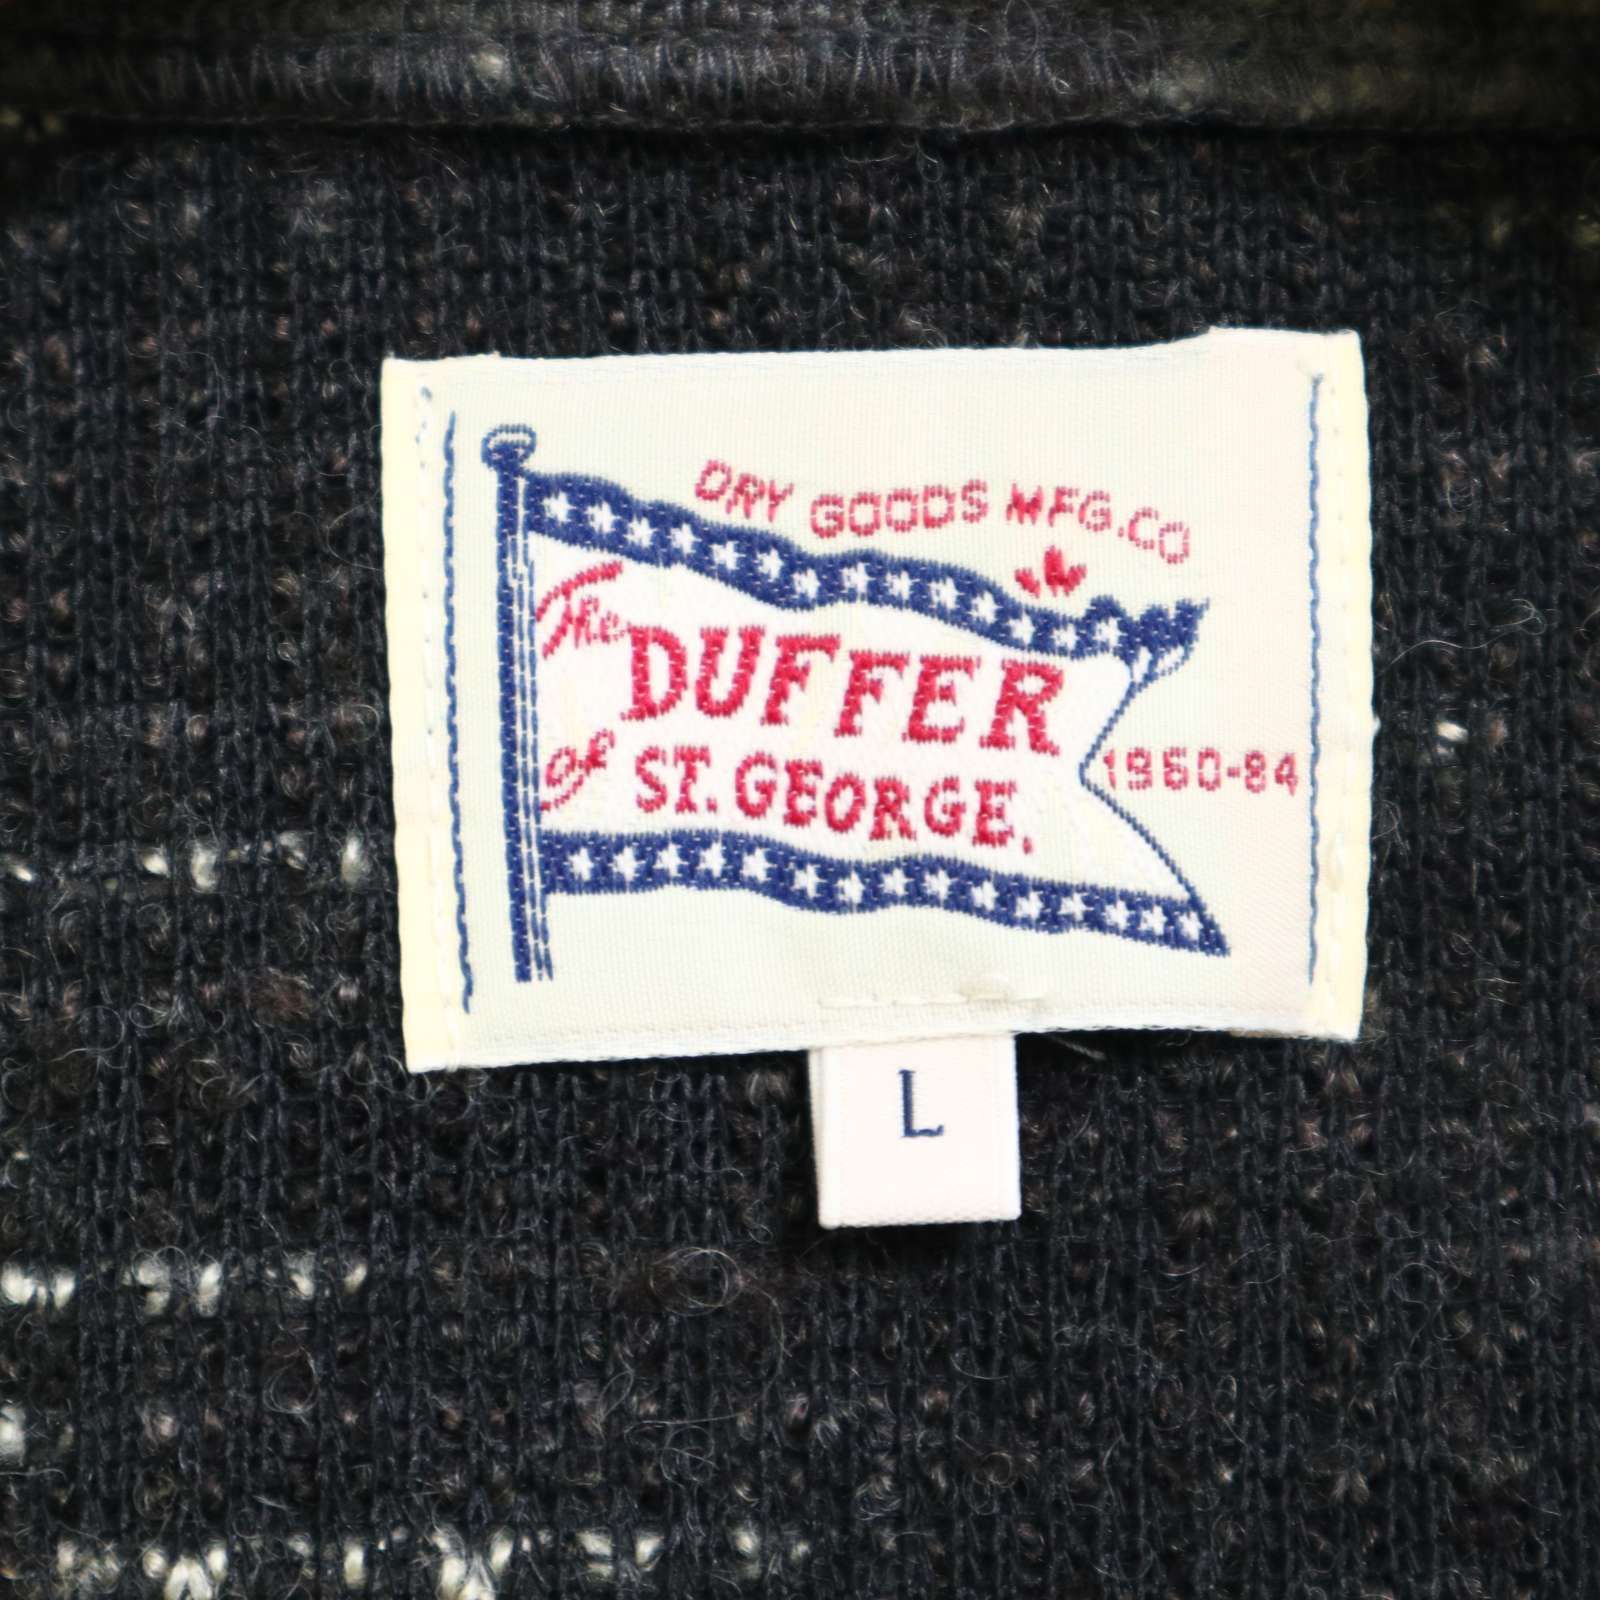 DRY GOODS MFG.CO
The DUFFER
of ST. GEORGE.
1960-84
L